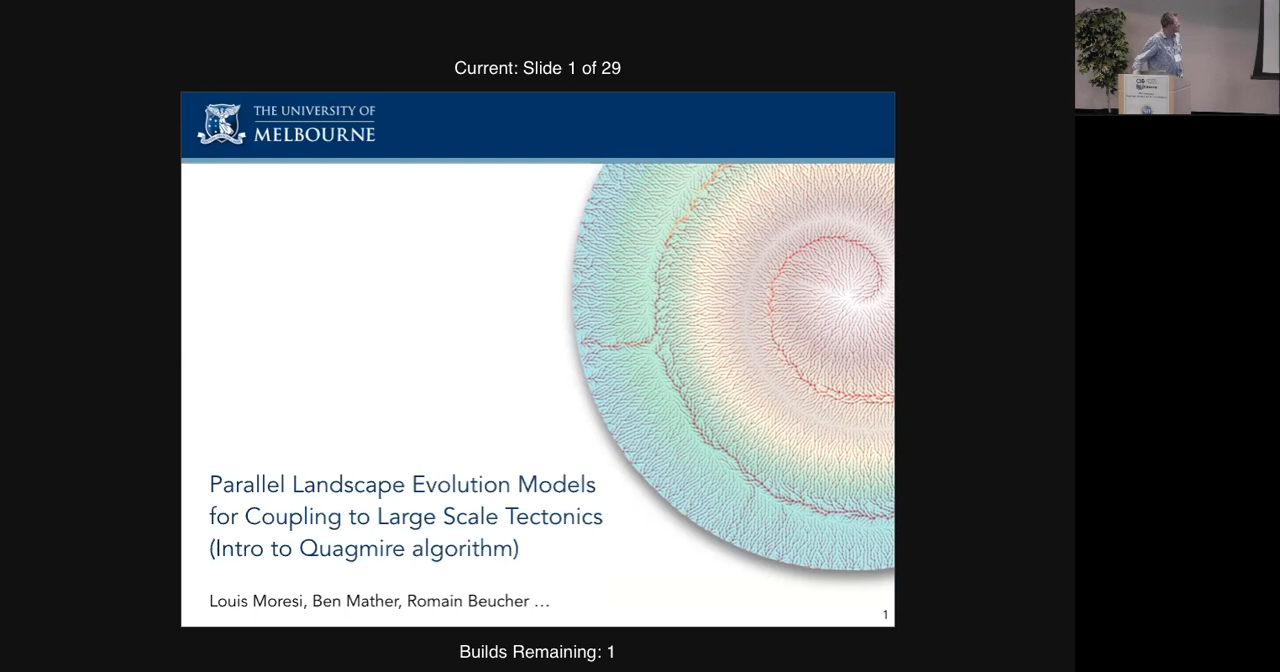 Current: Slide 1 of 29
THE UNIVERSITY OF
MELBOURNE
Parallel Landscape Evolution Models
for Coupling to Large Scale Tectonics
(Intro to Quagmire algorithm)
Louis Moresi, Ben Mather, Romain Beucher …
1
Builds Remaining: 1